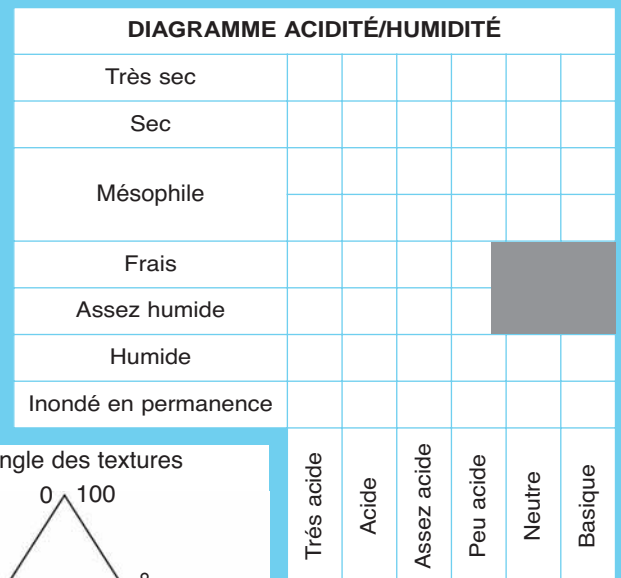 DIAGRAMME ACIDITÉ/HUMIDITÉ
Très sec
Sec
Mésophile
Frais
Assez humide
Humide
Inondé en permanence
Trés acide
Acide
Assez acide
Peu acide
Neutre
Basique
ngle des textures
0 100